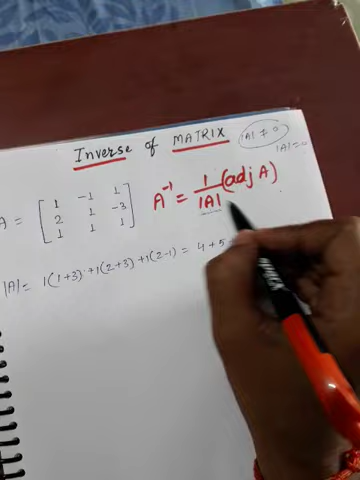 Inverse of MATRIX |A| ≠ 0
|A|=0
A = [ 1 -1 1
2 1 -3
1 1 1 ]
A⁻¹ = 1/|A| (adj A)
|A| = 1(1+3) +1(2+3) +1(2-1) = 4+5